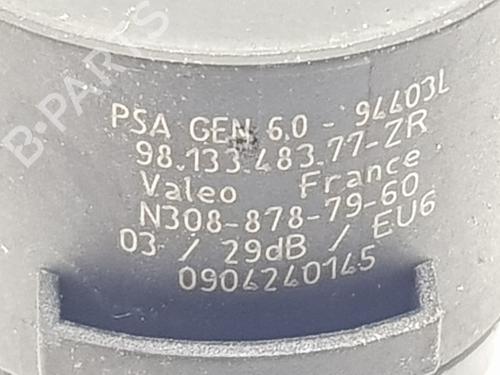 B-PARTS
PSA GEN 6.0 - 94403L
98.133.483.77-ZR
Valeo France
N308-878-79-60
03 / 29dB / EU6
0904240145